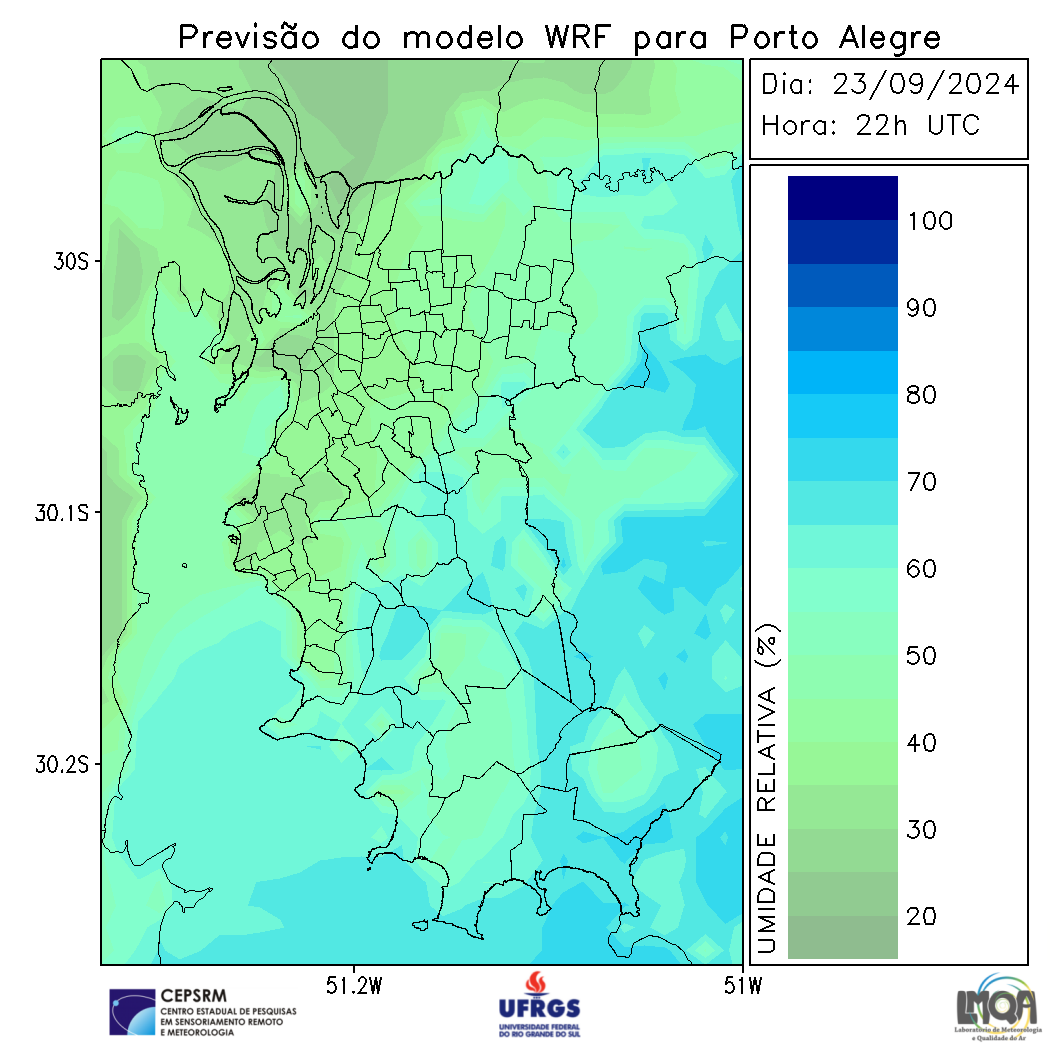 Previsão do modelo WRF para Porto Alegre
Dia: 23/09/2024
Hora: 22h UTC
30S
30.1S
30.2S
51.2W
51W
UMIDADE RELATIVA (%)
100
90
80
70
60
50
40
30
20
CEPSRM
CENTRO ESTADUAL DE PESQUISAS
EM SENSORIAMENTO REMOTO
E METEOROLOGIA
UFRGS
UNIVERSIDADE FEDERAL
DO RIO GRANDE DO SUL
LMQA
Laboratório de Meteorologia
e Qualidade do Ar